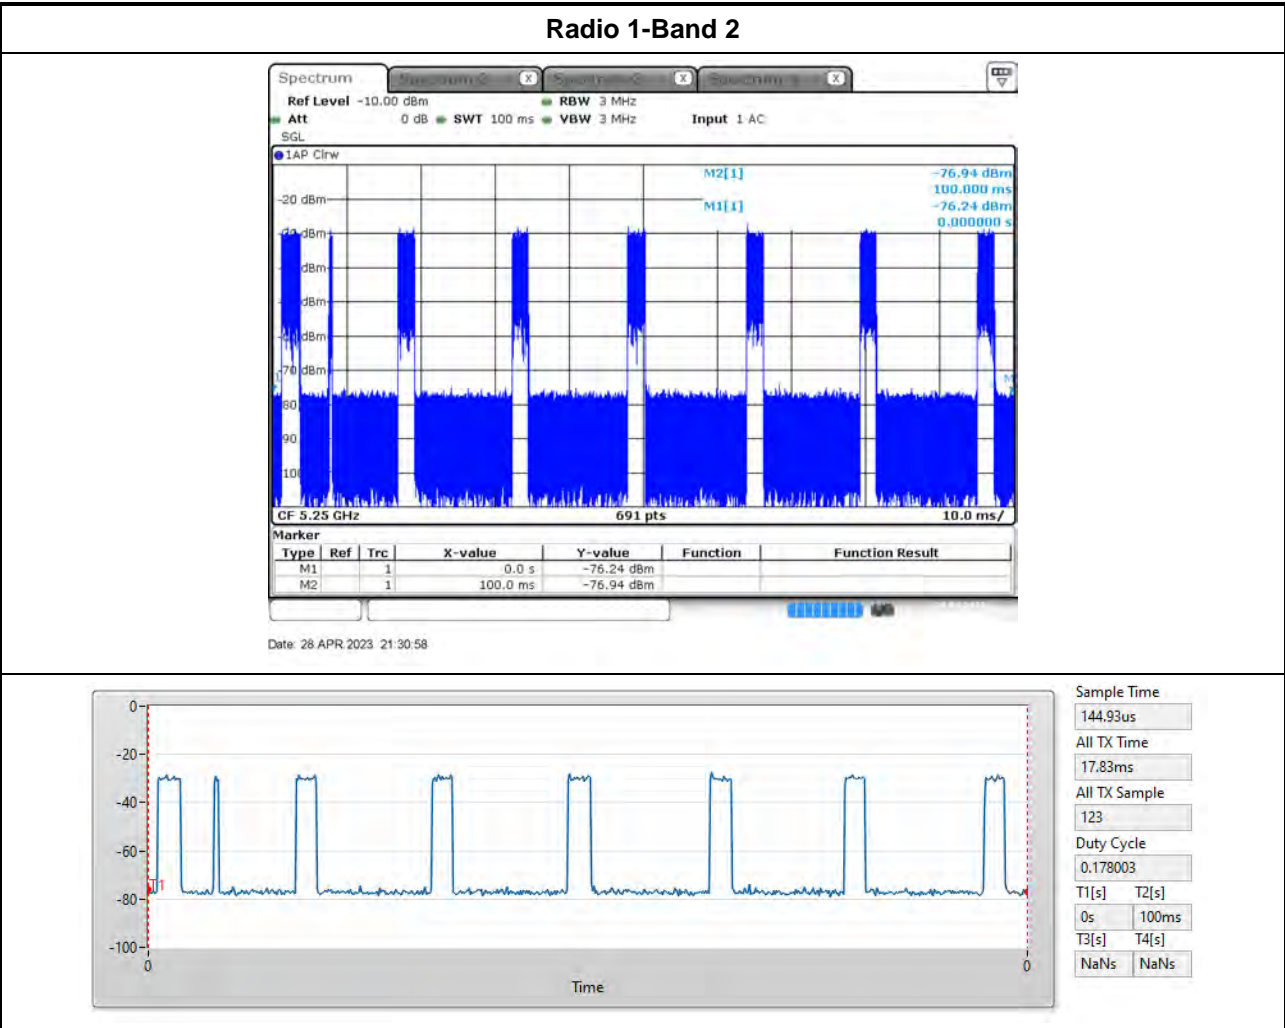 Radio 1-Band 2
Spectrum X X X
Ref Level -10.00 dBm RBW 3 MHz
Att 0 dB SWT 100 ms VBW 3 MHz Input 1 AC
SGL
1AP Clrw
M2[1] -76.94 dBm
100.000 ms
-20 dBm
M1[1] -76.24 dBm
0.000000 s
dBm
dBm
dBm
dBm
-70 dBm
80
90
CF 5.25 GHz 691 pts 10.0 ms/
Marker
Type Ref Trc X-value Y-value Function Function Result
M1 1 0.0 s -76.24 dBm
M2 1 100.0 ms -76.94 dBm
Date: 28.APR.2023 21:30:58
0
-20
-40
-60
-80
-100
T1
0 0
Time
Sample Time
144.93us
All TX Time
17.83ms
All TX Sample
123
Duty Cycle
0.178003
T1[s] T2[s]
0s 100ms
T3[s] T4[s]
NaNs NaNs